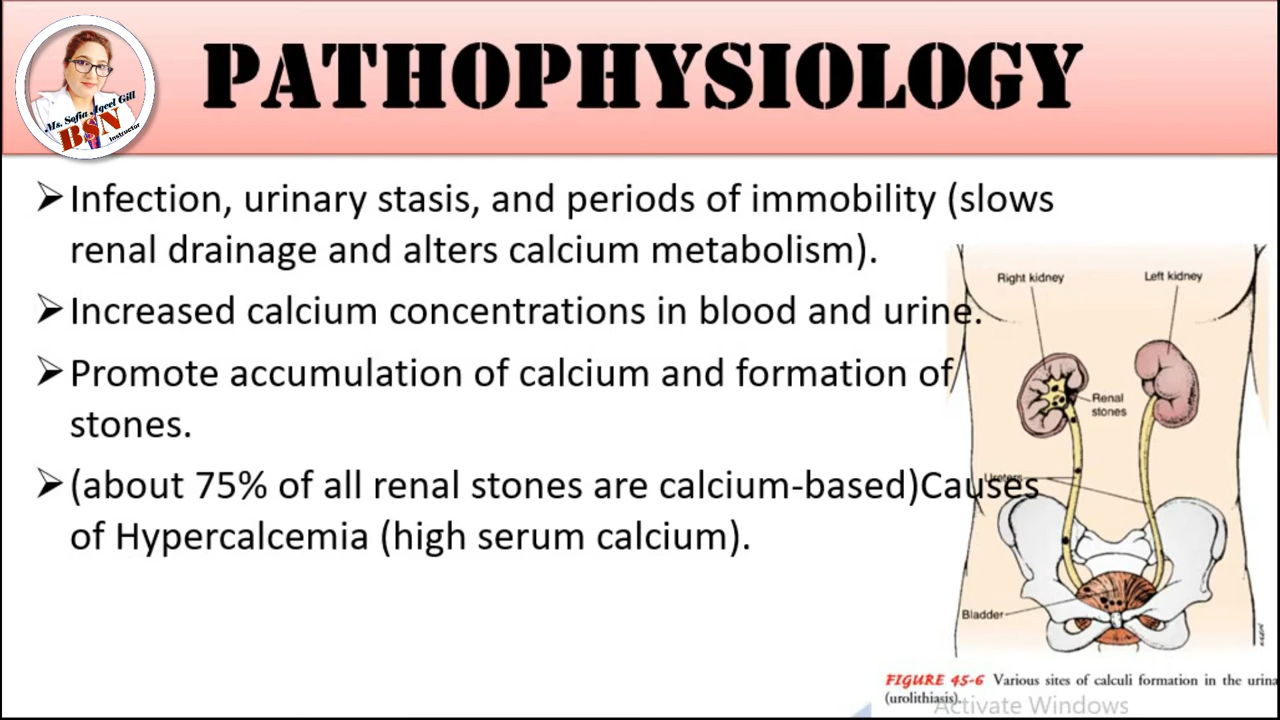 PATHOPHYSIOLOGY
Ms. Sofia Aqeel Gill
BSN
Instructor
➢Infection, urinary stasis, and periods of immobility (slows
renal drainage and alters calcium metabolism).
➢Increased calcium concentrations in blood and urine.
➢Promote accumulation of calcium and formation of
stones.
➢(about 75% of all renal stones are calcium-based)Causes
of Hypercalcemia (high serum calcium).
Right kidney
Left kidney
Renal
stones
Ureters
Bladder
FIGURE 45-6 Various sites of calculi formation in the urina
(urolithiasis).
Activate Windows